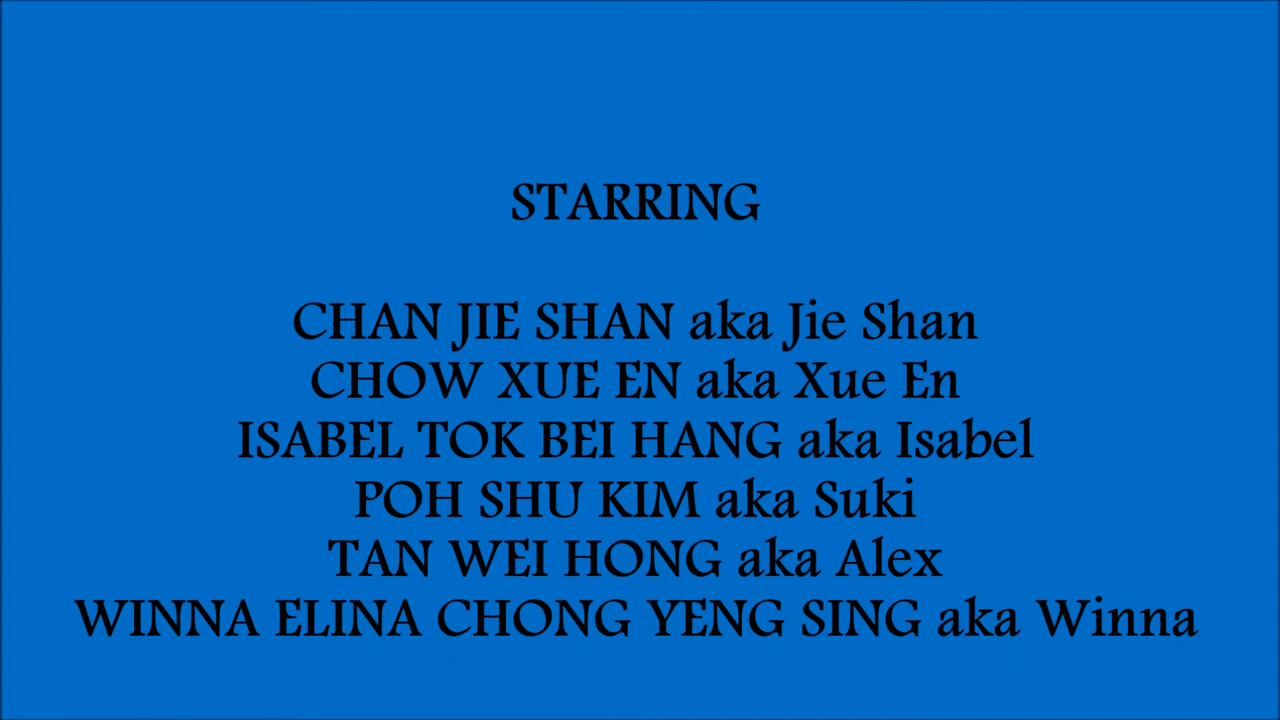 STARRING
CHAN JIE SHAN aka Jie Shan
CHOW XUE EN aka Xue En
ISABEL TOK BEI HANG aka Isabel
POH SHU KIM aka Suki
TAN WEI HONG aka Alex
WINNA ELINA CHONG YENG SING aka Winna